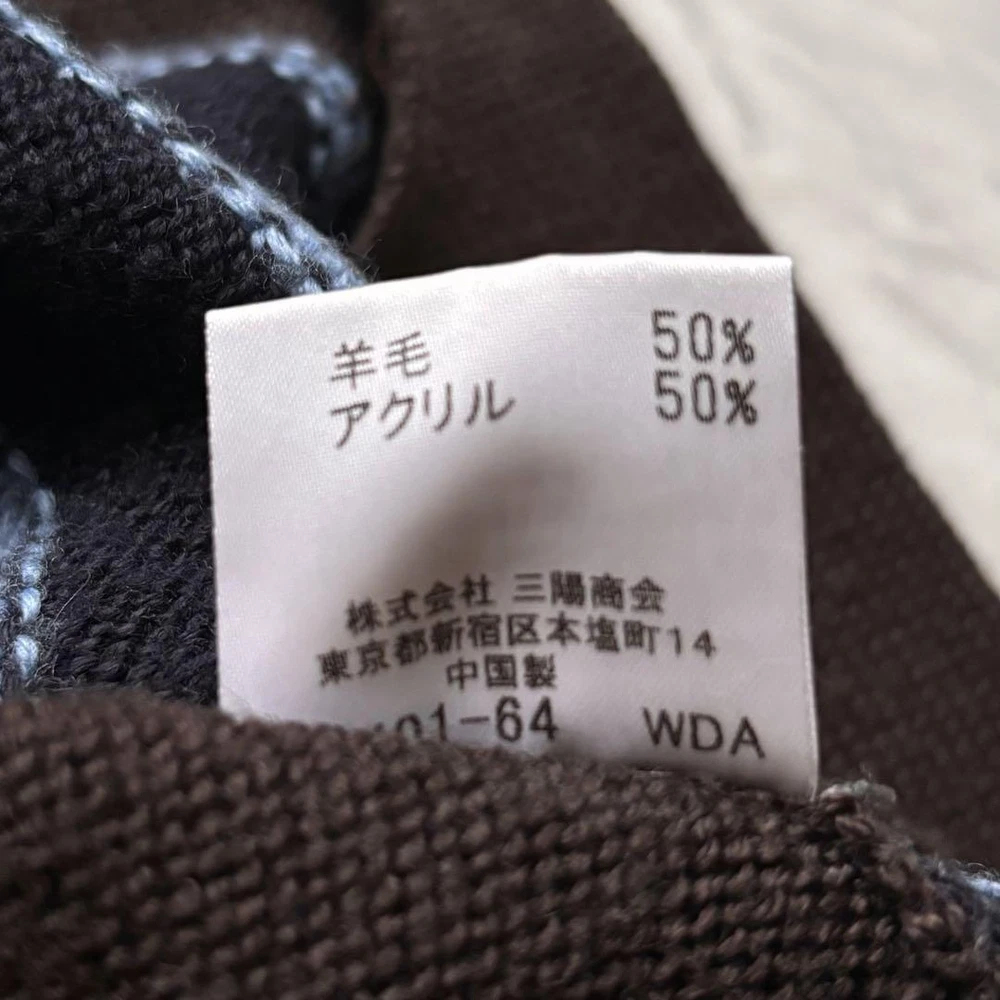 羊毛 50%
アクリル 50%
株式会社 三陽商会
東京都新宿区本塩町14
中国製
01-64 WDA